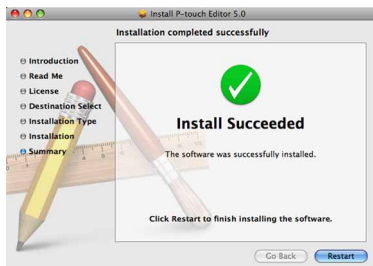 Install P-touch Editor 5.0
Installation completed successfully
Introduction
Read Me
License
Destination Select
Installation Type
Installation
Summary
Install Succeeded
The software was successfully installed.
Click Restart to finish installing the software.
Go Back
Restart